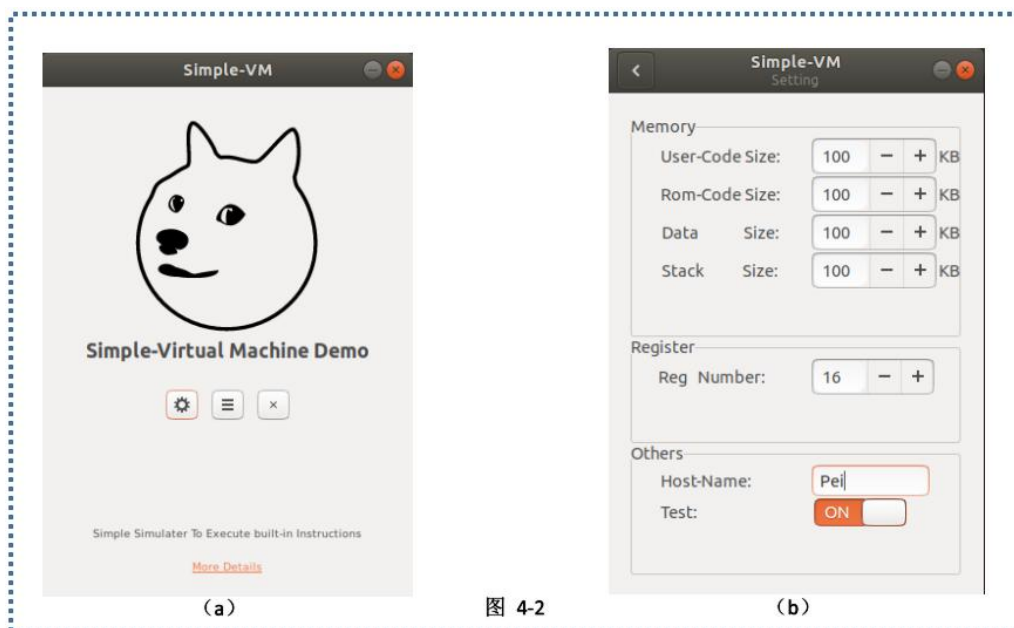 Simple-VM
Simple-Virtual Machine Demo
Simple Simulater To Execute built-in Instructions
More Details
(a)
Simple-VM
Setting
Memory
User-Code Size: 100 − + KB
Rom-Code Size: 100 − + KB
Data Size: 100 − + KB
Stack Size: 100 − + KB
Register
Reg Number: 16 − +
Others
Host-Name: Pei
Test: ON
(b)
图 4-2